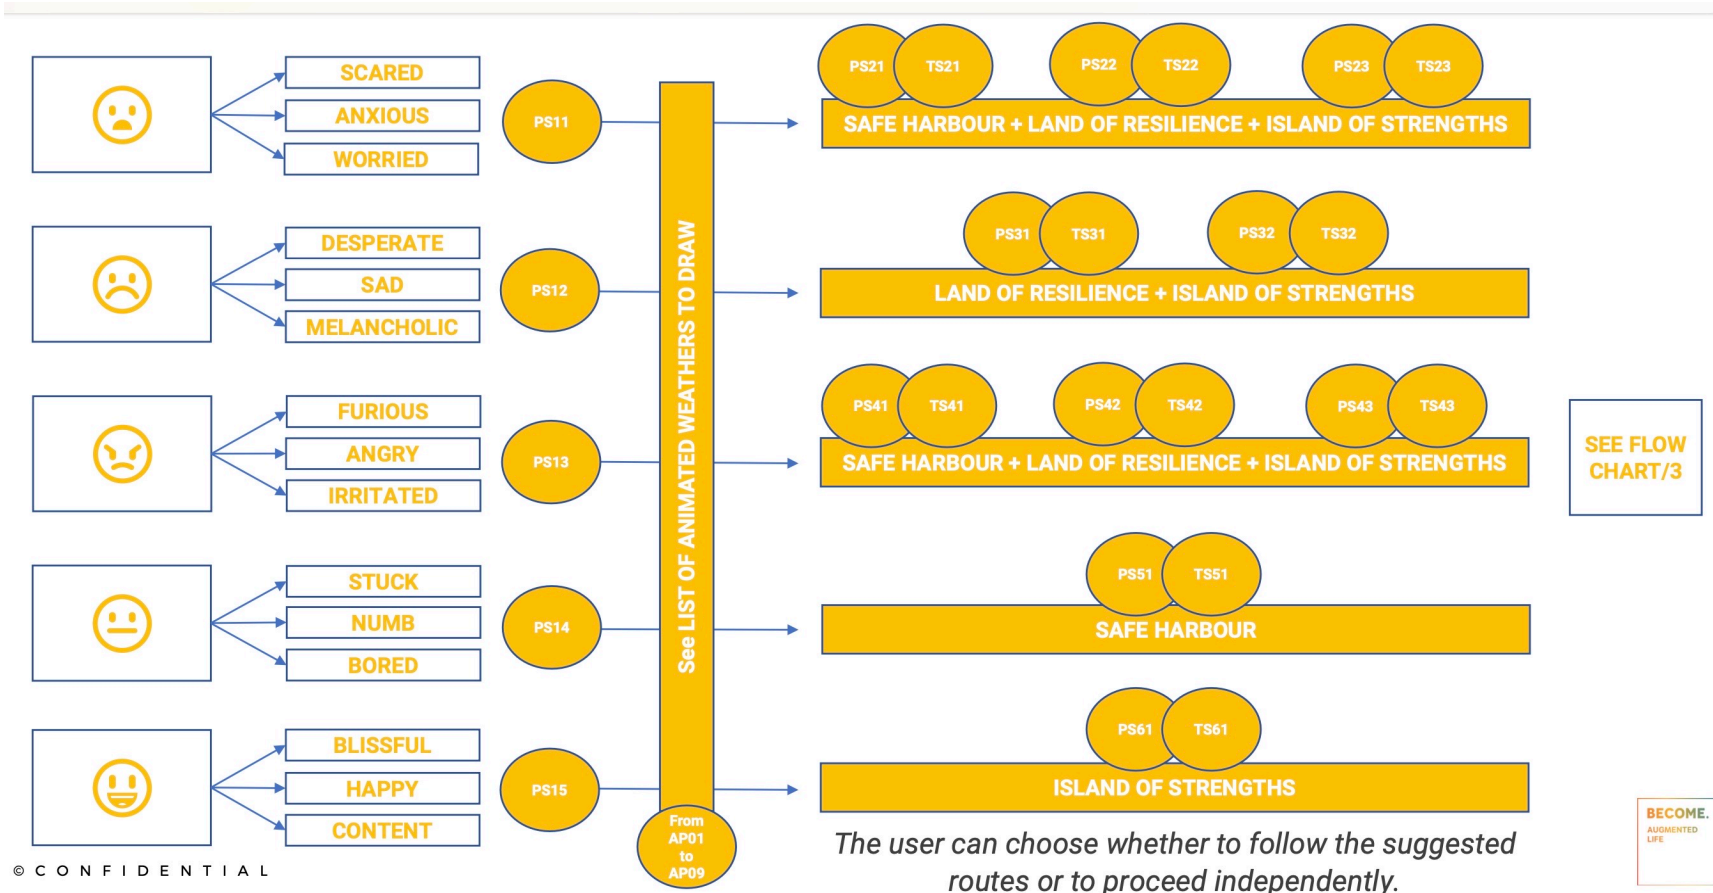 SCARED
ANXIOUS
WORRIED
PS11
PS21
TS21
PS22
TS22
PS23
TS23
SAFE HARBOUR + LAND OF RESILIENCE + ISLAND OF STRENGTHS
DESPERATE
SAD
MELANCHOLIC
PS12
PS31
TS31
PS32
TS32
LAND OF RESILIENCE + ISLAND OF STRENGTHS
FURIOUS
ANGRY
IRRITATED
PS13
PS41
TS41
PS42
TS42
PS43
TS43
SAFE HARBOUR + LAND OF RESILIENCE + ISLAND OF STRENGTHS
STUCK
NUMB
BORED
PS14
PS51
TS51
SAFE HARBOUR
BLISSFUL
HAPPY
CONTENT
PS15
PS61
TS61
ISLAND OF STRENGTHS
See LIST OF ANIMATED WEATHERS TO DRAW
From
AP01
to
AP09
SEE FLOW
CHART/3
The user can choose whether to follow the suggested
routes or to proceed independently.
© CONFIDENTIAL
BECOME.
AUGMENTED
LIFE